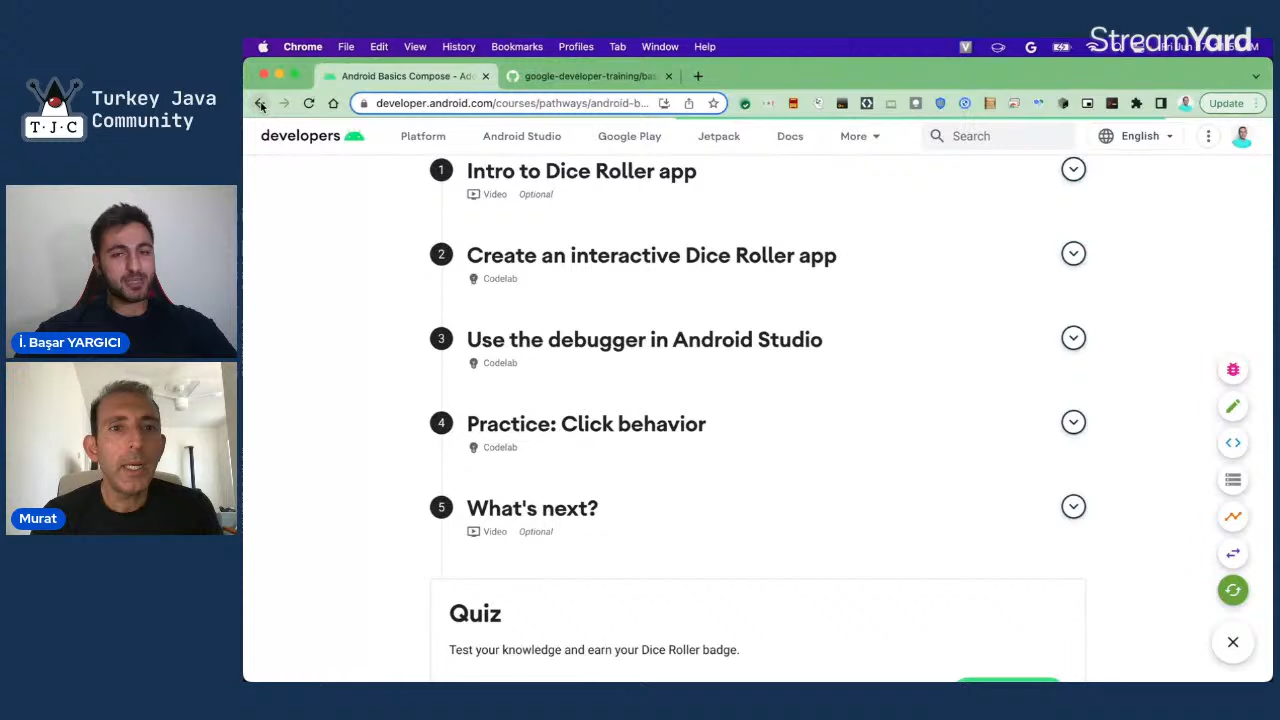 StreamYard
Turkey Java
Community
T·J·C
İ. Başar YARGICI
Murat
Chrome File Edit View History Bookmarks Profiles Tab Window Help
Android Basics Compose - Ad
google-developer-training/ba
developer.android.com/courses/pathways/android-b...
Update
developers
Platform Android Studio Google Play Jetpack Docs More
Search
English
1 Intro to Dice Roller app
Video Optional
2 Create an interactive Dice Roller app
Codelab
3 Use the debugger in Android Studio
Codelab
4 Practice: Click behavior
Codelab
5 What's next?
Video Optional
Quiz
Test your knowledge and earn your Dice Roller badge.